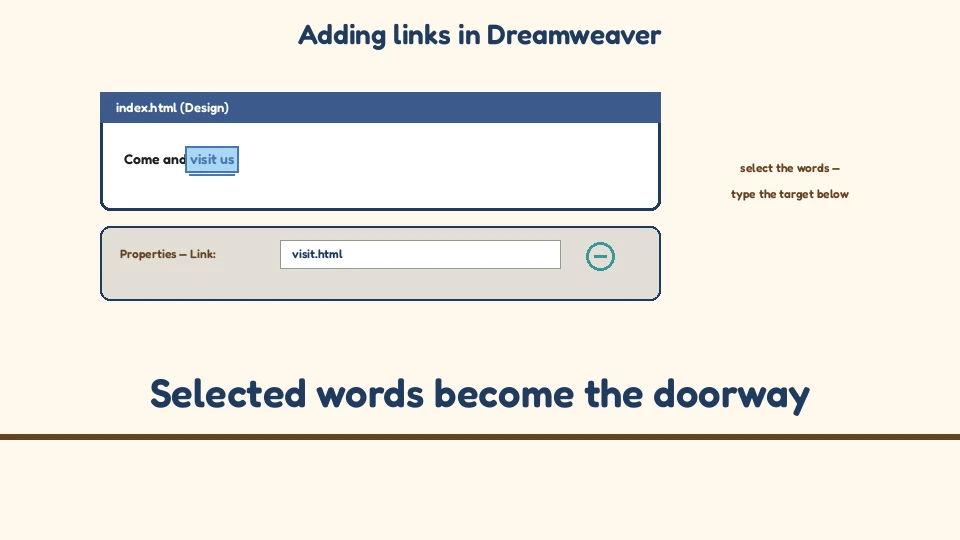 Adding links in Dreamweaver
index.html (Design)
Come and visit us
select the words —
type the target below
Properties — Link:
visit.html
Selected words become the doorway